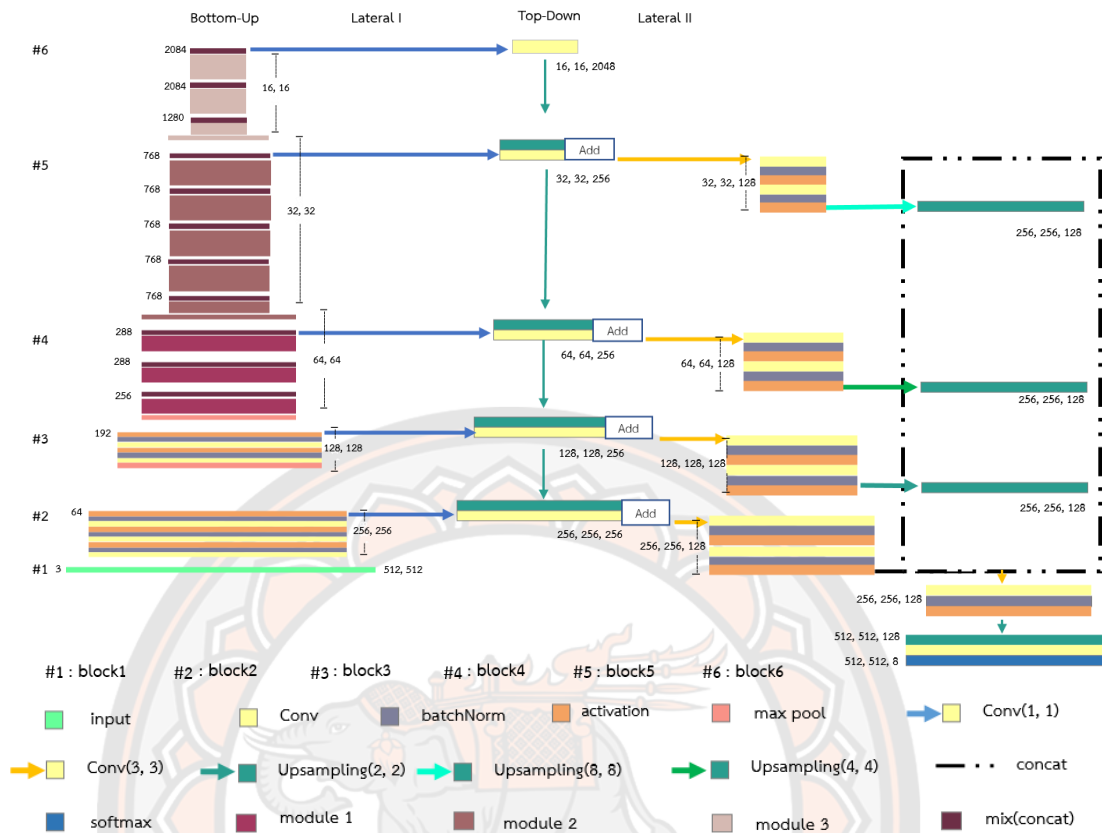 Bottom-Up Lateral I Top-Down Lateral II
#6 2084
16, 16, 2048
2084 16, 16
1280
#5 768 Add
32, 32, 256 32, 32, 128
768
32, 32
768 256, 256, 128
768
768
#4 288 Add
64, 64 64, 64, 256 64, 64, 128
288
256 256, 256, 128
#3 192 Add
128, 128 128, 128, 256 128, 128, 128
256, 256, 128
#2 64 Add
256, 256 256, 256, 256 256, 256, 128
#1 3 512, 512
256, 256, 128
512, 512, 128
512, 512, 8
#1 : block1 #2 : block2 #3 : block3 #4 : block4 #5 : block5 #6 : block6
input Conv batchNorm activation max pool Conv(1, 1)
Conv(3, 3) Upsampling(2, 2) Upsampling(8, 8) Upsampling(4, 4) concat
softmax module 1 module 2 module 3 mix(concat)